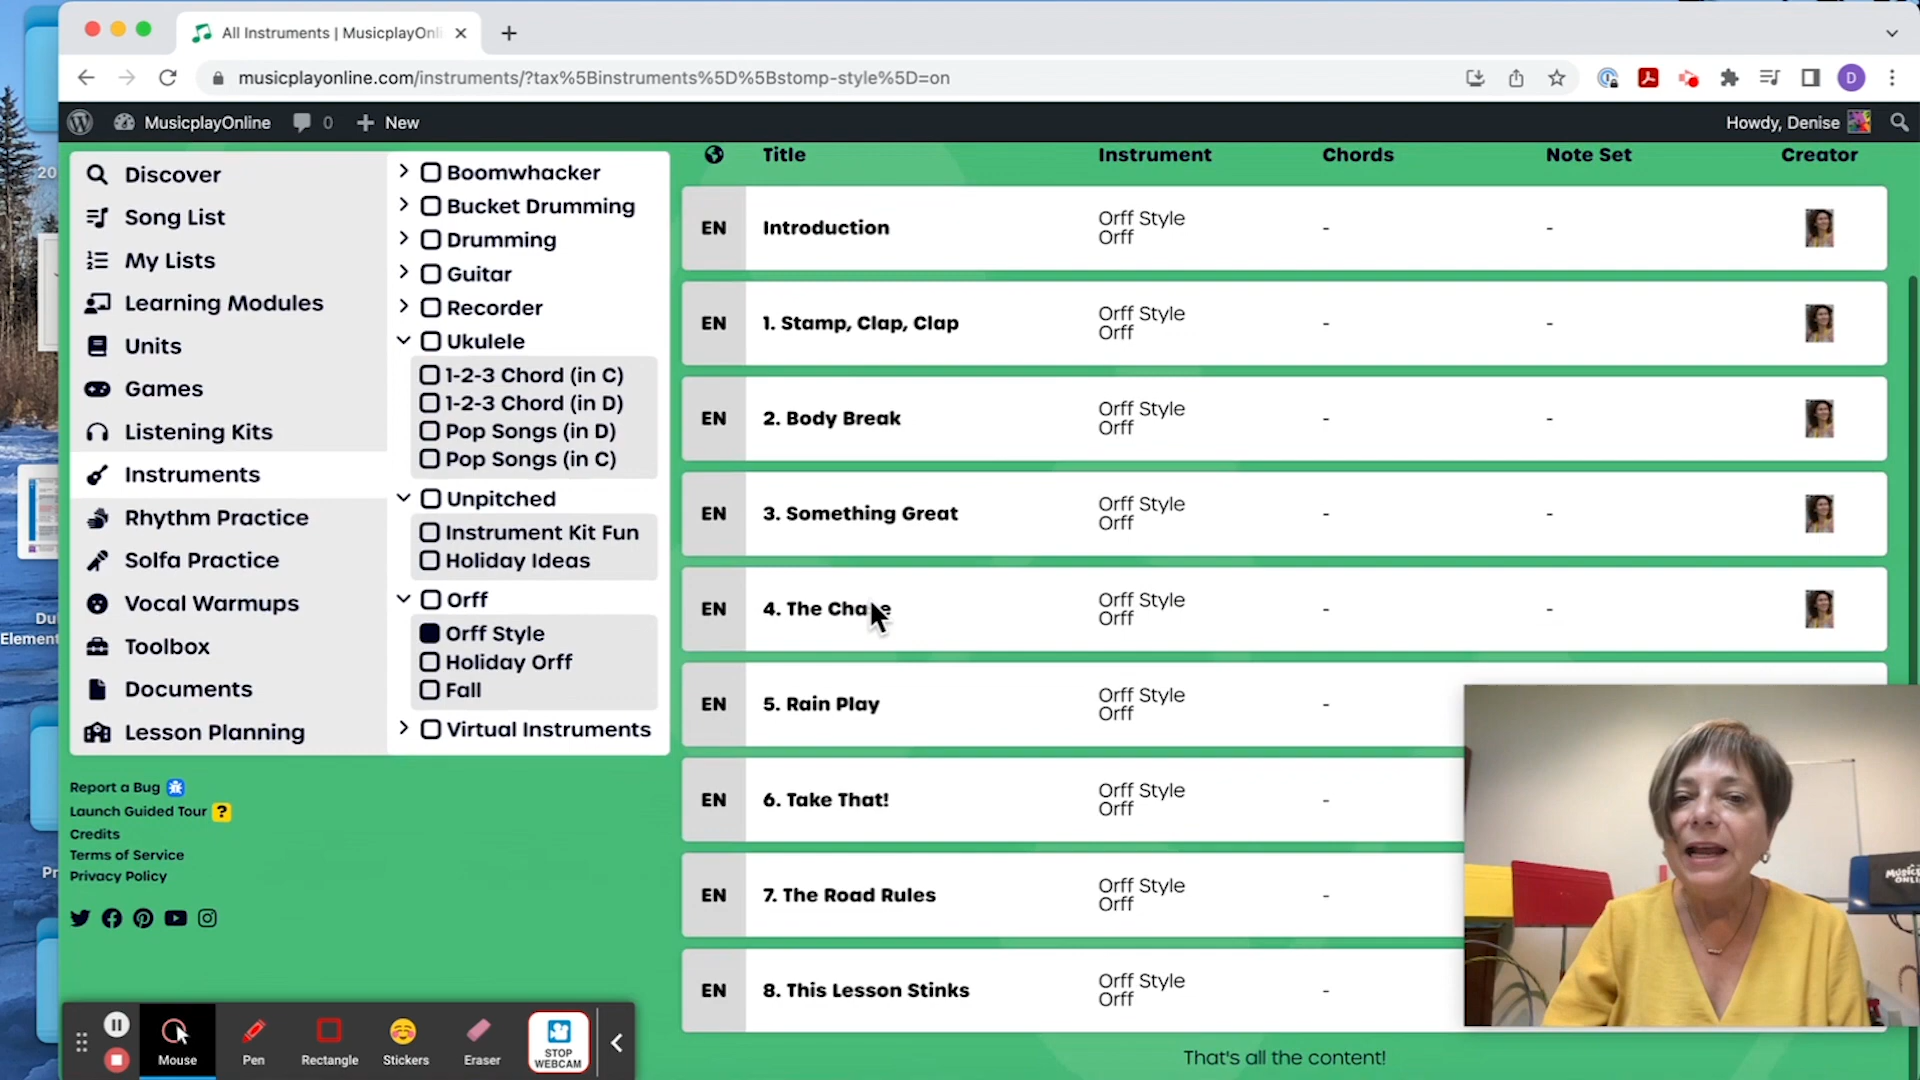 All Instruments | MusicplayOnli
musicplayonline.com/instruments/?tax%5Binstruments%5D%5Bstomp-style%5D=on
D
MusicplayOnline
0
New
Howdy, Denise
20
Discover
Song List
My Lists
Learning Modules
Units
Games
Listening Kits
Instruments
Rhythm Practice
Solfa Practice
Vocal Warmups
Toolbox
Documents
Lesson Planning
Boomwhacker
Bucket Drumming
Drumming
Guitar
Recorder
Ukulele
1-2-3 Chord (in C)
1-2-3 Chord (in D)
Pop Songs (in D)
Pop Songs (in C)
Unpitched
Instrument Kit Fun
Holiday Ideas
Orff
Orff Style
Holiday Orff
Fall
Virtual Instruments
Title Instrument Chords Note Set Creator
EN Introduction Orff Style
Orff - -
EN 1. Stamp, Clap, Clap Orff Style
Orff - -
EN 2. Body Break Orff Style
Orff - -
EN 3. Something Great Orff Style
Orff - -
EN 4. The Cha e Orff Style
Orff - -
EN 5. Rain Play Orff Style
Orff -
EN 6. Take That! Orff Style
Orff -
EN 7. The Road Rules Orff Style
Orff -
EN 8. This Lesson Stinks Orff Style
Orff -
That's all the content!
Report a Bug
Launch Guided Tour ?
Credits
Terms of Service
Privacy Policy
Du
Element
Pr
Mouse
Pen
Rectangle
Stickers
Eraser
STOP
WEBCAM